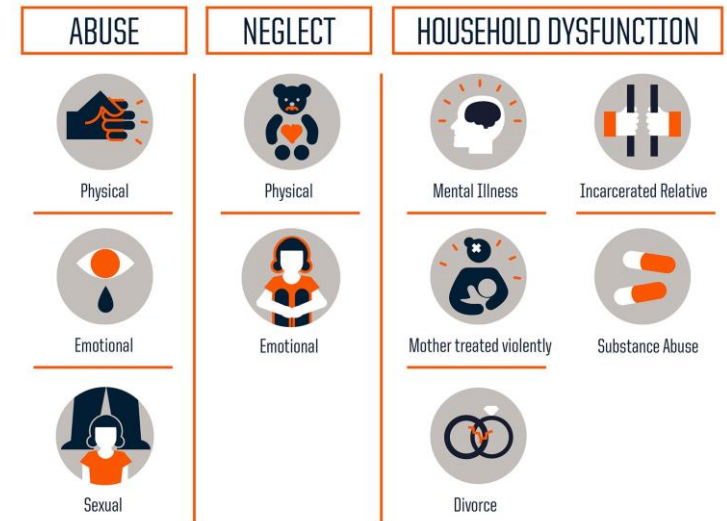 ABUSE
NEGLECT
HOUSEHOLD DYSFUNCTION
Physical
Physical
Mental Illness
Incarcerated Relative
Emotional
Emotional
Mother treated violently
Substance Abuse
Sexual
Divorce